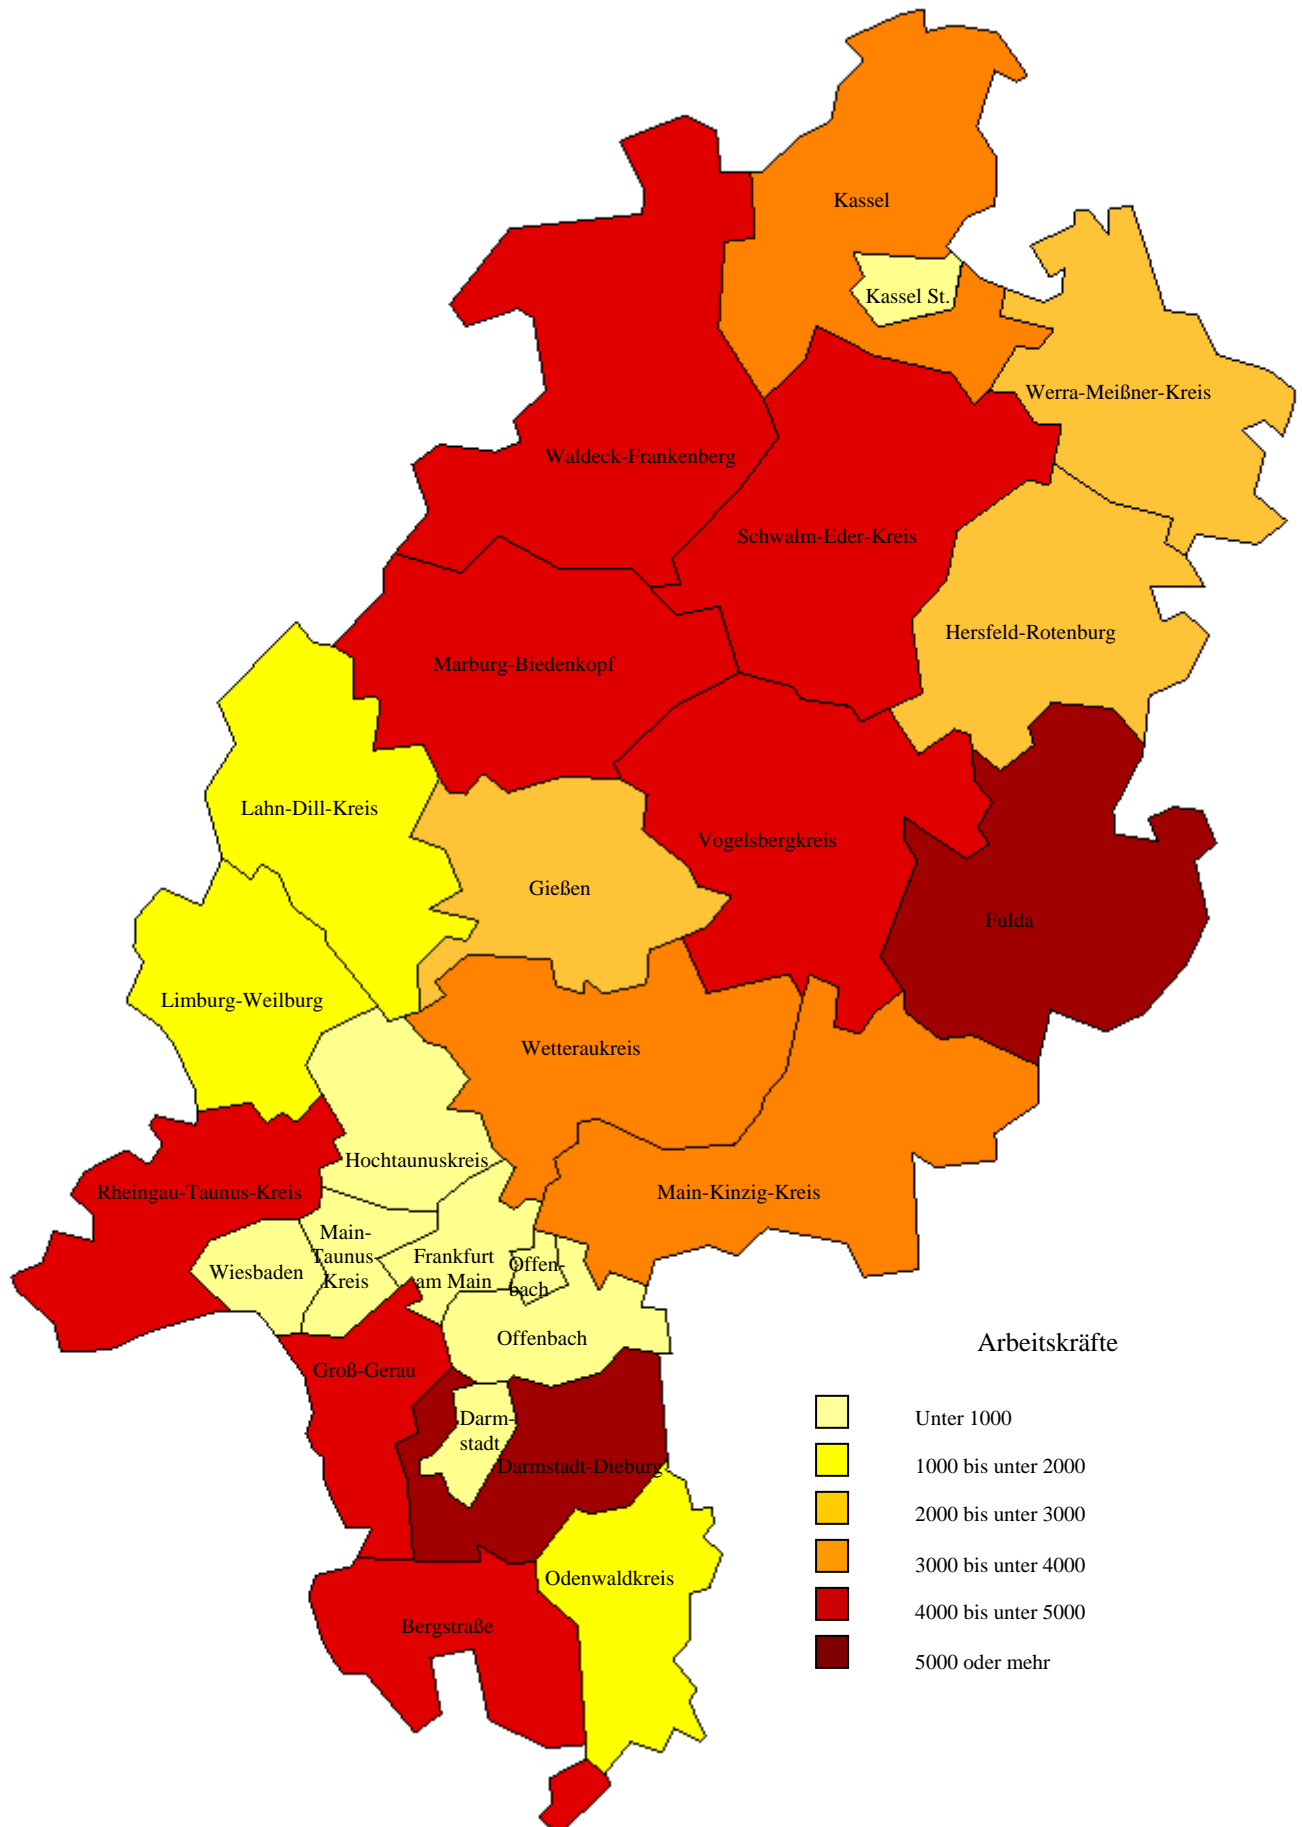 Kassel
Kassel St.
Werra-Meißner-Kreis
Waldeck-Frankenberg
Schwalm-Eder-Kreis
Hersfeld-Rotenburg
Marburg-Biedenkopf
Lahn-Dill-Kreis
Vogelsbergkreis
Gießen
Fulda
Limburg-Weilburg
Wetteraukreis
Hochtaunuskreis
Rheingau-Taunus-Kreis
Main-Kinzig-Kreis
Main-
Taunus-
Kreis
Wiesbaden
Frankfurt
am Main
Offen-
bach
Offenbach
Groß-Gerau
Darm-
stadt
Darmstadt-Dieburg
Odenwaldkreis
Bergstraße
Arbeitskräfte
Unter 1000
1000 bis unter 2000
2000 bis unter 3000
3000 bis unter 4000
4000 bis unter 5000
5000 oder mehr